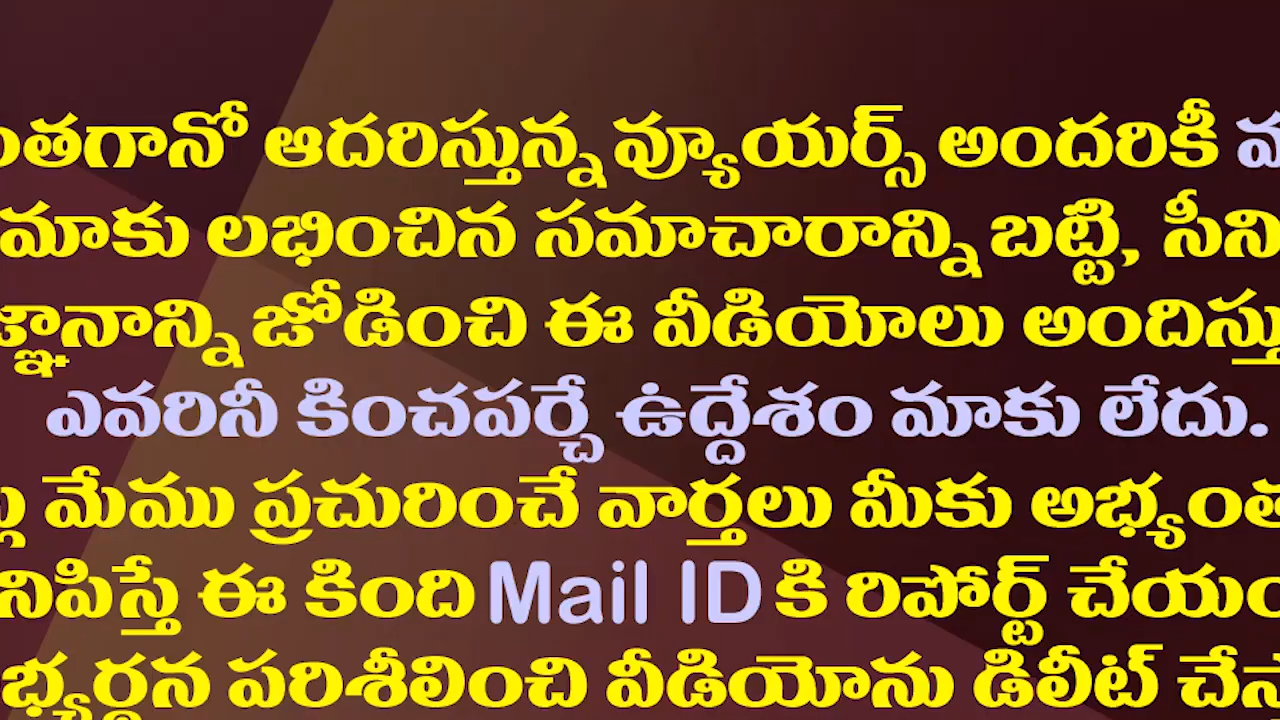 ఆదరిస్తున్న వ్యూయర్స్ అందరికీ
మాకు లభించిన సమాచారాన్ని బట్టి,
జోడించి ఈ వీడియోలు
ఎవరినీ కించపర్చే ఉద్దేశం మాకు లేదు.
మేము ప్రచురించే వార్తలు మీకు
ఈ కింది Mail ID కి రిపోర్ట్
పరిశీలించి వీడియోను డిలీట్